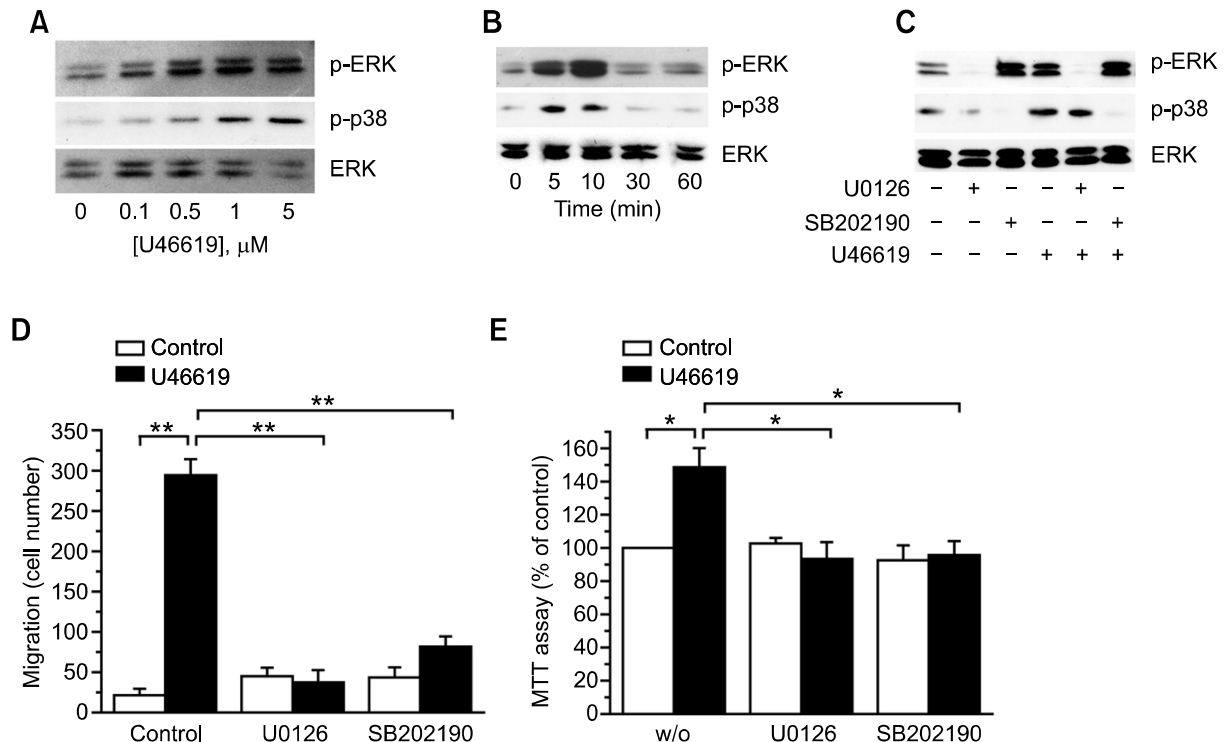 A
p-ERK
p-p38
ERK
0 0.1 0.5 1 5
[U46619], μM
B
p-ERK
p-p38
ERK
0 5 10 30 60
Time (min)
C
p-ERK
p-p38
ERK
U0126 – + – – + –
SB202190 – – + – – +
U46619 – – – + + +
D
Control
U46619
** ** **
Migration (cell number)
350
300
250
200
150
100
50
0
Control U0126 SB202190
E
Control
U46619
* * *
MTT assay (% of control)
160
140
120
100
80
60
40
20
0
w/o U0126 SB202190